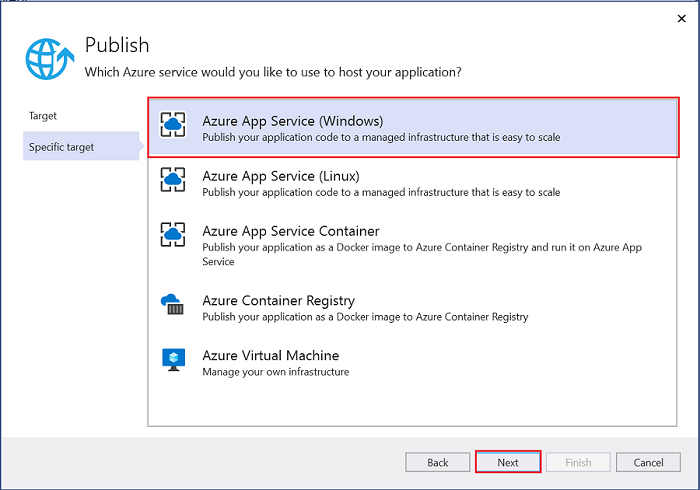 Publish
Which Azure service would you like to use to host your application?
Target
Specific target
Azure App Service (Windows)
Publish your application code to a managed infrastructure that is easy to scale
Azure App Service (Linux)
Publish your application code to a managed infrastructure that is easy to scale
Azure App Service Container
Publish your application as a Docker image to Azure Container Registry and run it on Azure App
Service
Azure Container Registry
Publish your application as a Docker image to Azure Container Registry
Azure Virtual Machine
Manage your own infrastructure
Back
Next
Finish
Cancel